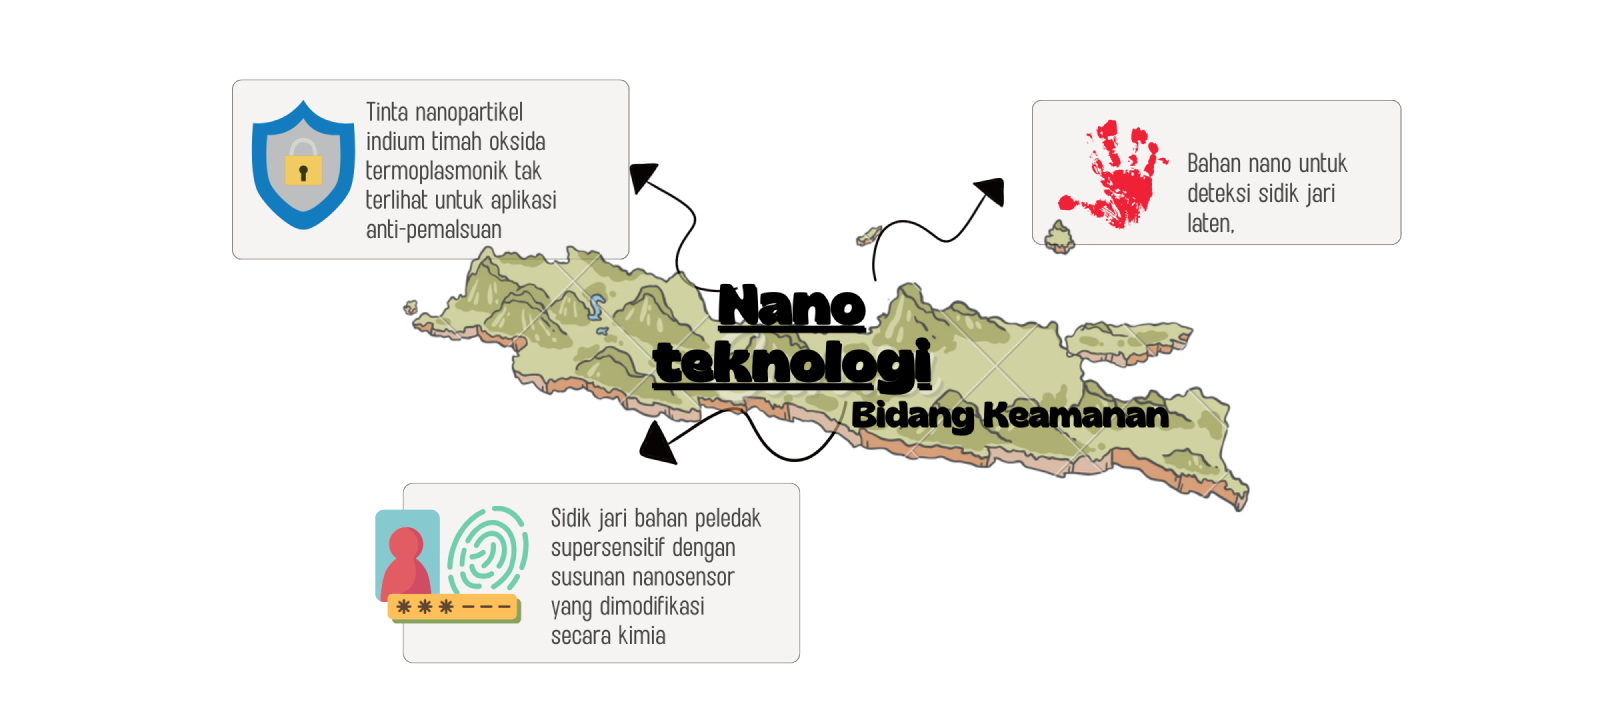 Tinta nanopartikel
indium timah oksida
termoplasmonik tak
terlihat untuk aplikasi
anti-pemalsuan
Bahan nano untuk
deteksi sidik jari
laten,
Nano
teknologi
Bidang Keamanan
Sidik jari bahan peledak
supersensitif dengan
susunan nanosensor
yang dimodifikasi
secara kimia